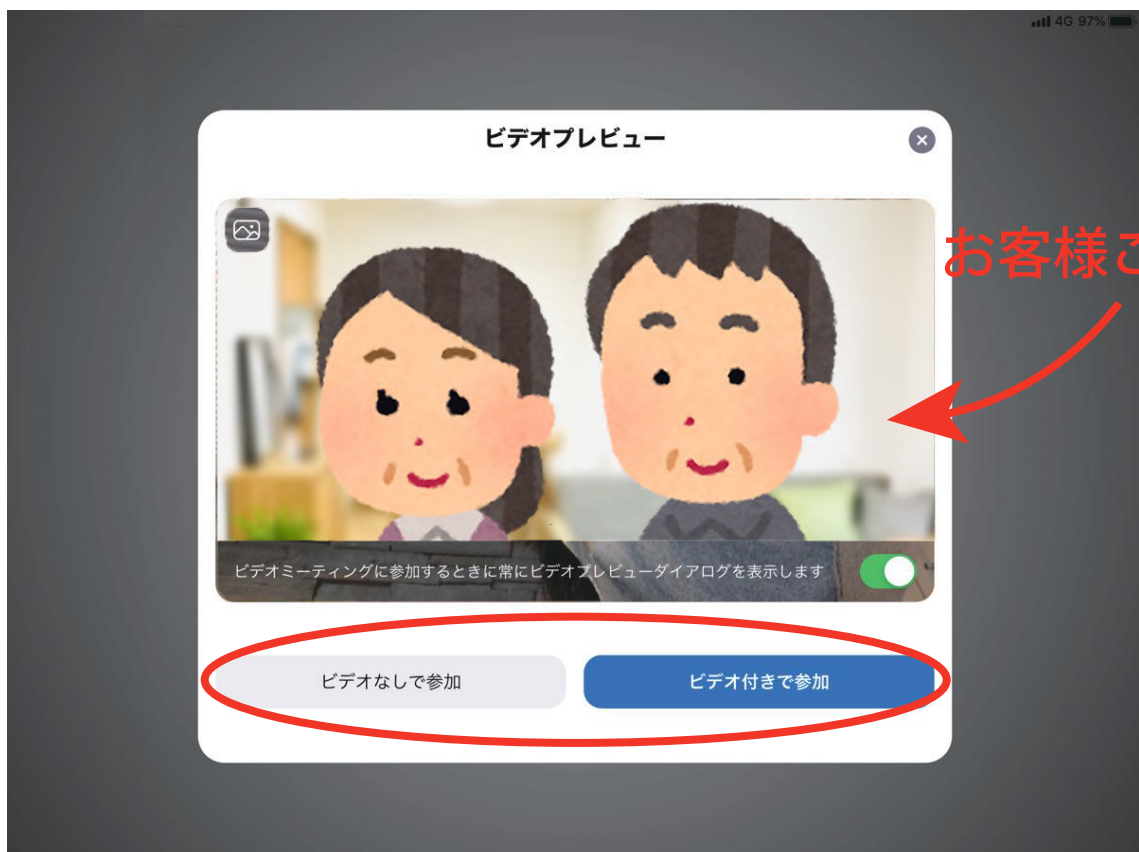 4G 97%
ビデオプレビュー
お客様ご
ビデオミーティングに参加するときに常にビデオプレビューダイアログを表示します
ビデオなしで参加
ビデオ付きで参加